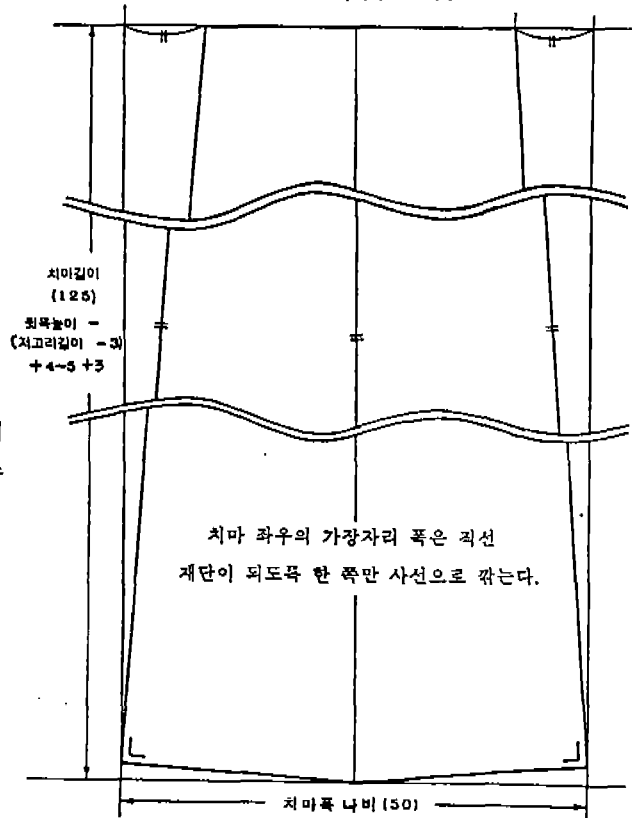 치마길이
(125)
뒷목높이 -
(저고리길이 -3)
+4~5 +3
치마 좌우의 가장자리 폭은 직선
재단이 되도록 한 쪽만 사선으로 깎는다.
치마폭 나비 (50)